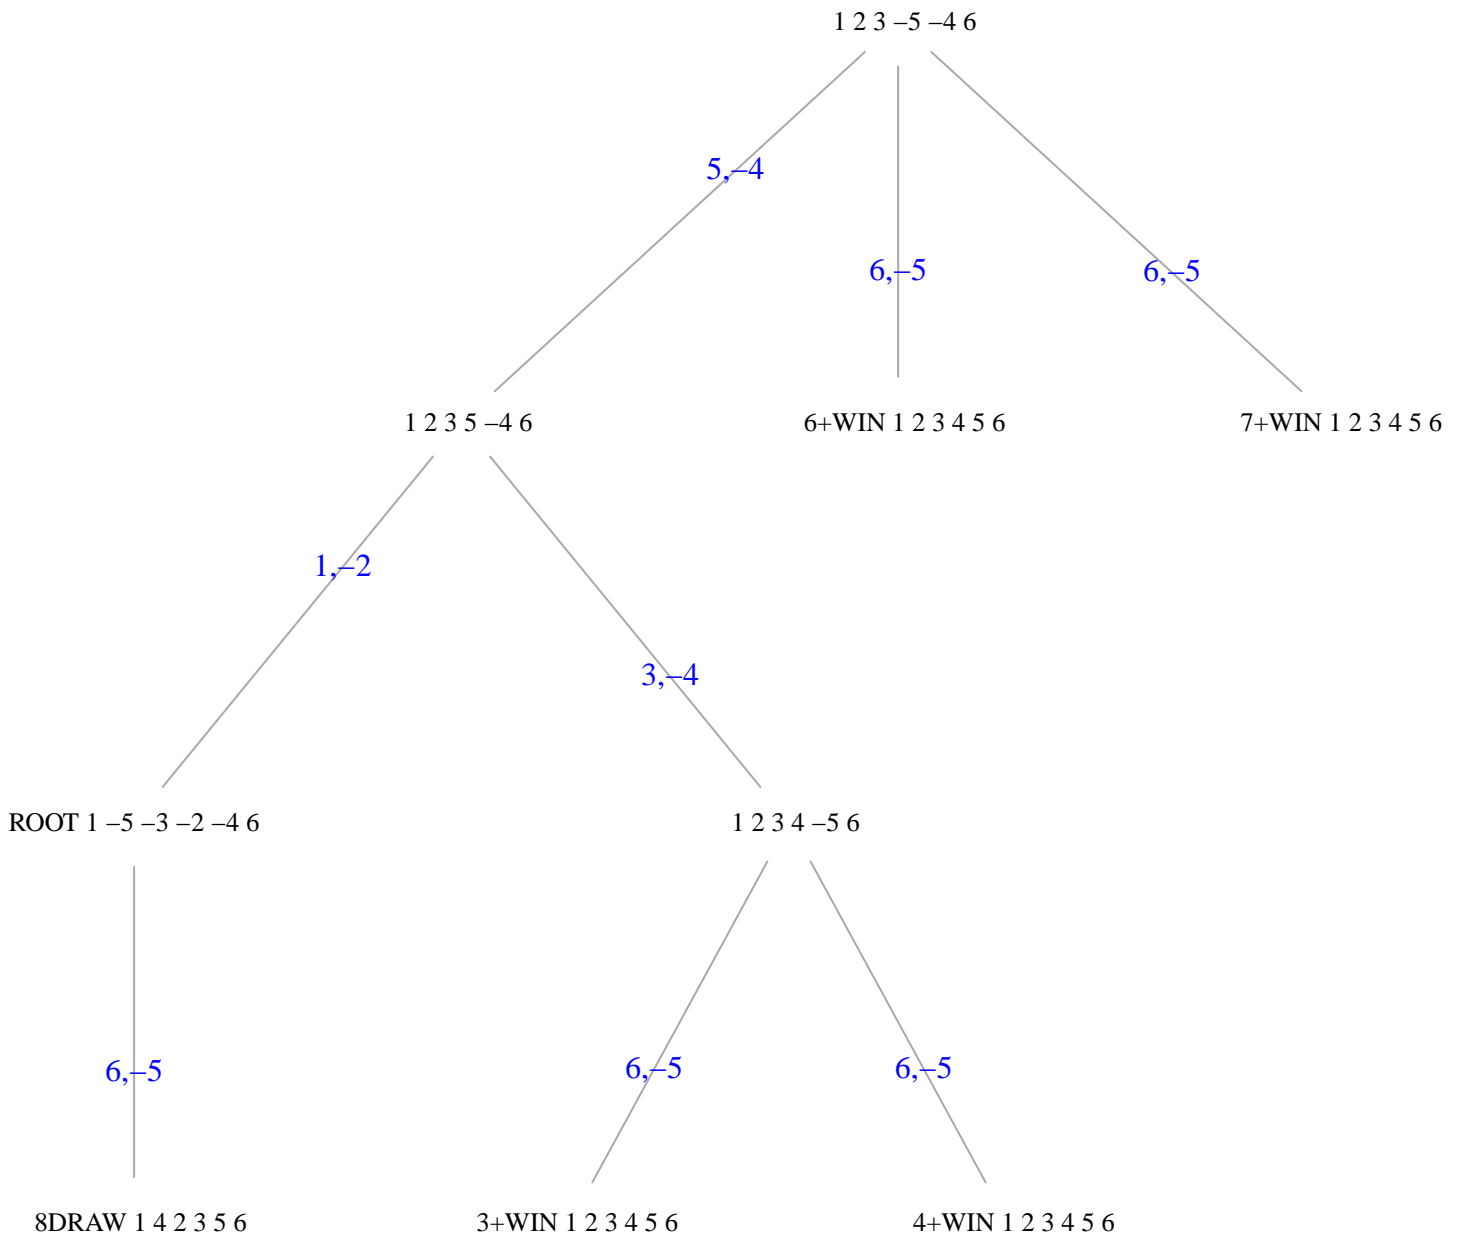 1 2 3 –5 –4 6
5,–4
6,–5
6,–5
1 2 3 5 –4 6
6+WIN 1 2 3 4 5 6
7+WIN 1 2 3 4 5 6
1,–2
3,–4
ROOT 1 –5 –3 –2 –4 6
1 2 3 4 –5 6
6,–5
6,–5
6,–5
8DRAW 1 4 2 3 5 6
3+WIN 1 2 3 4 5 6
4+WIN 1 2 3 4 5 6